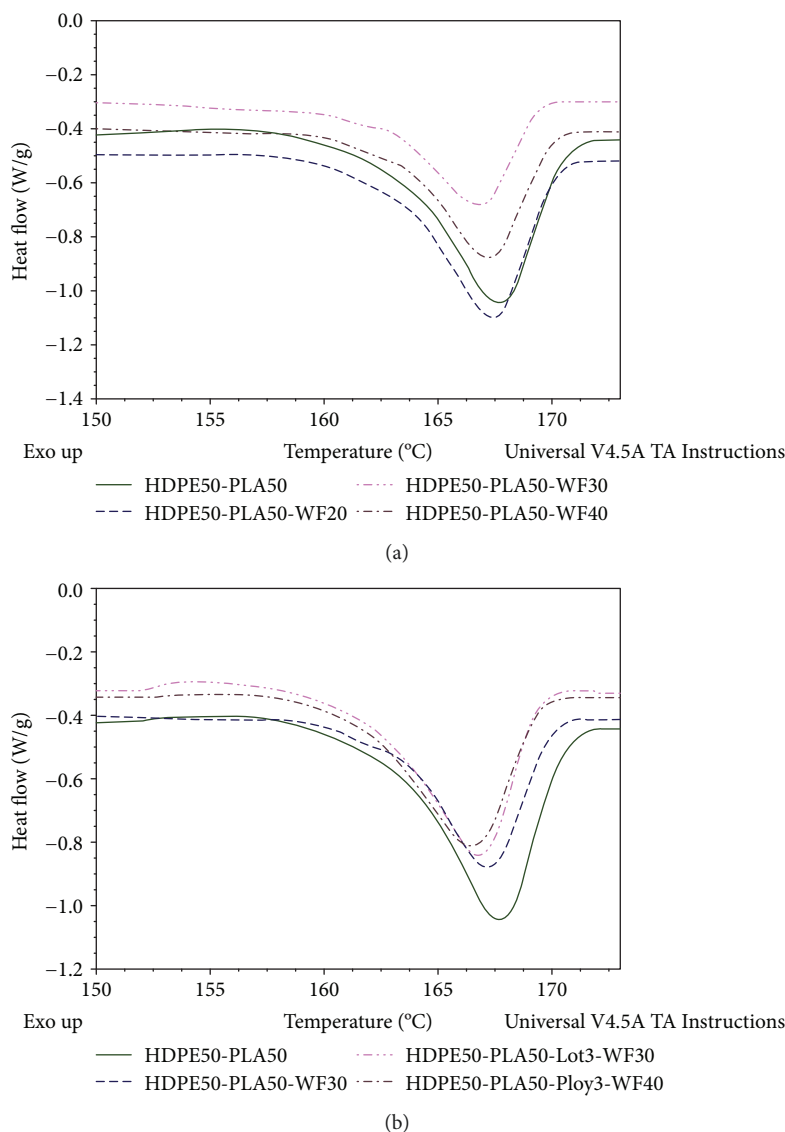 0.0
−0.2
−0.4
−0.6
−0.8
−1.0
−1.2
−1.4
Heat flow (W/g)
150 155 160 165 170
Exo up Temperature (°C) Universal V4.5A TA Instructions
HDPE50-PLA50 HDPE50-PLA50-WF30
HDPE50-PLA50-WF20 HDPE50-PLA50-WF40
(a)
0.0
−0.2
−0.4
−0.6
−0.8
−1.0
−1.2
Heat flow (W/g)
150 155 160 165 170
Exo up Temperature (°C) Universal V4.5A TA Instructions
HDPE50-PLA50 HDPE50-PLA50-Lot3-WF30
HDPE50-PLA50-WF30 HDPE50-PLA50-Ploy3-WF40
(b)